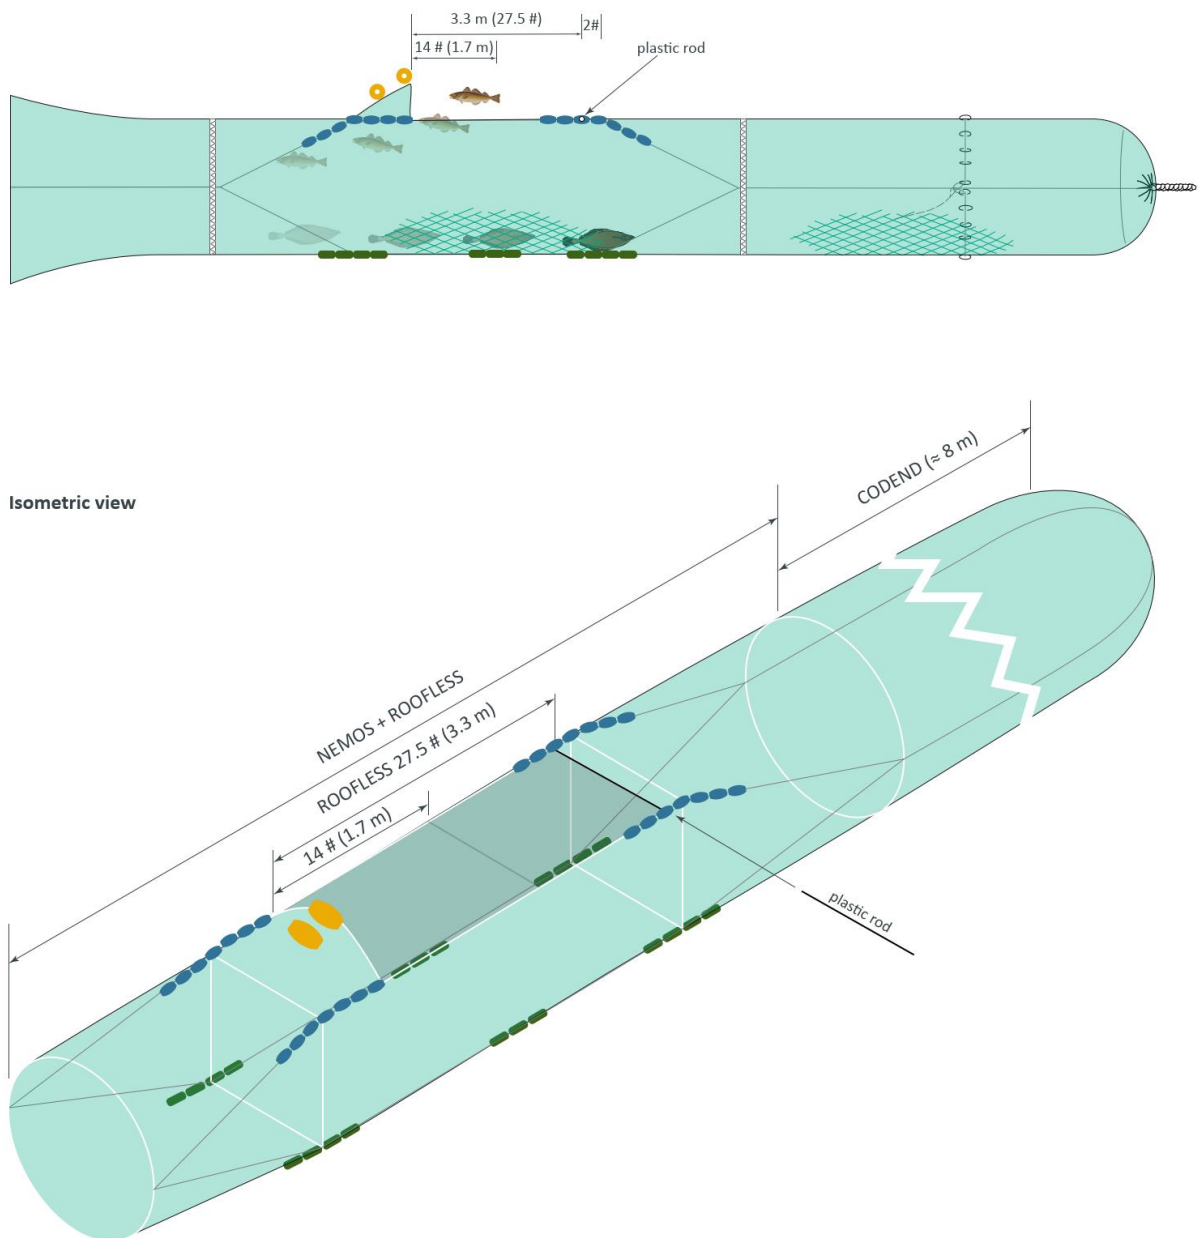 3.3 m (27.5 #)
2#
14 # (1.7 m)
plastic rod
CODEND (≈ 8 m)
Isometric view
NEMOS + ROOFLESS
ROOFLESS 27.5 # (3.3 m)
14 # (1.7 m)
plastic rod